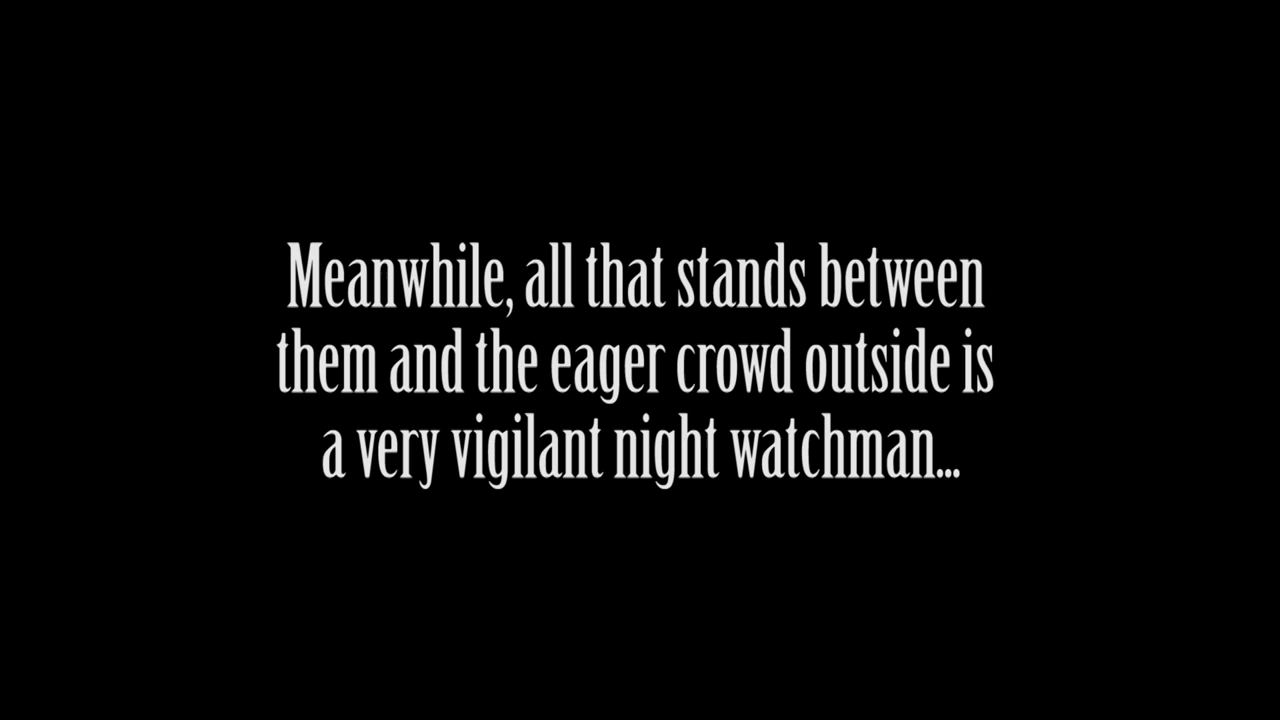 Meanwhile, all that stands between
them and the eager crowd outside is
a very vigilant night watchman...